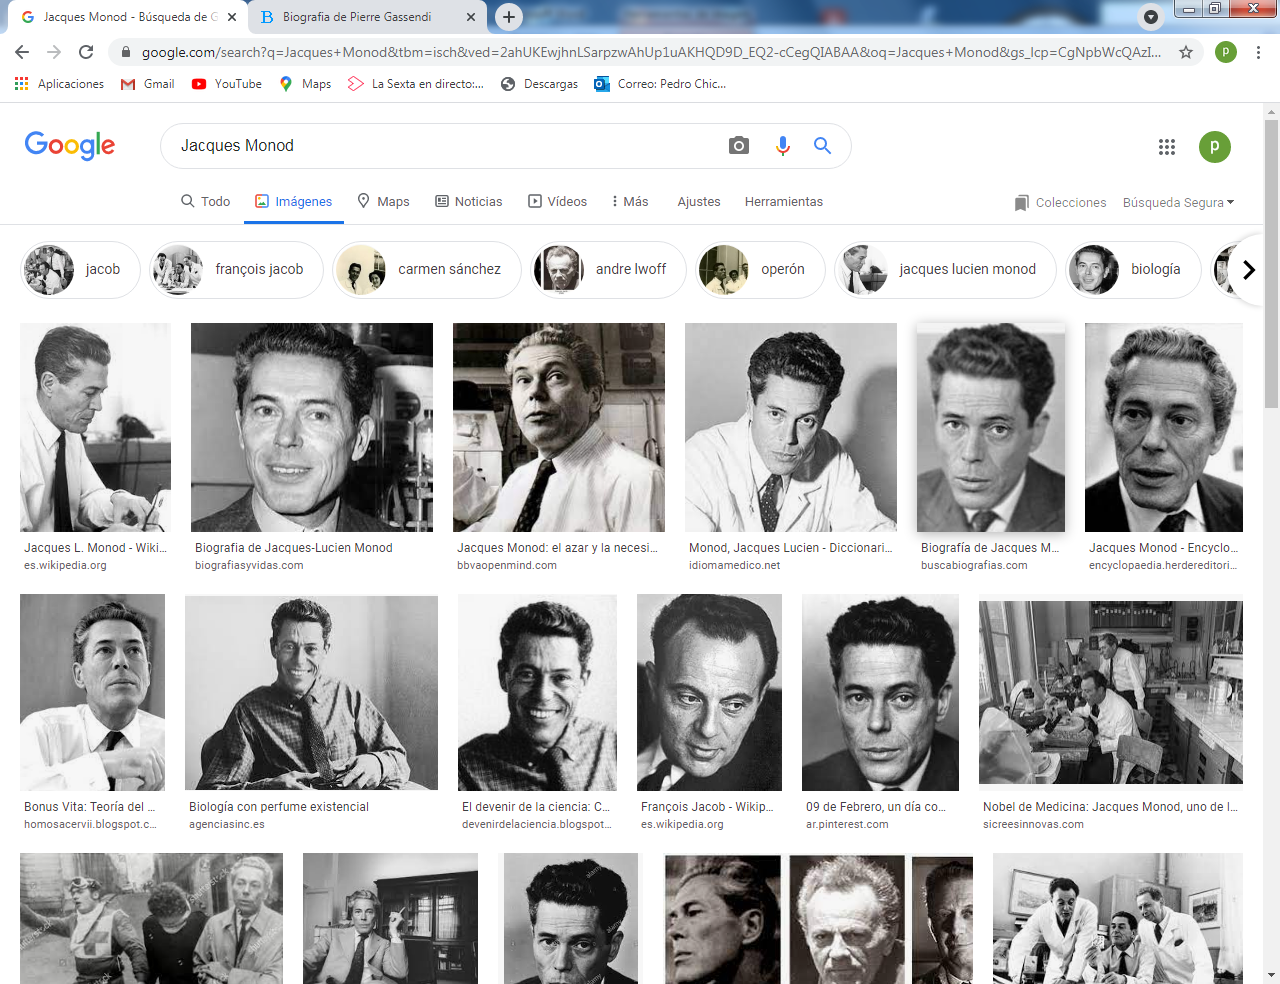 Jacques Monod - Búsqueda de G
Biografia de Pierre Gassendi
google.com/search?q=Jacques+Monod&tbm=isch&ved=2ahUKEwjhnLSarpzwAhUp1uAKHQD9D_EQ2-cCegQIABAA&oq=Jacques+Monod&gs_lcp=CgNpbWcQAzI...
p
Aplicaciones
Gmail
YouTube
Maps
La Sexta en directo:...
Descargas
Correo: Pedro Chic...
Google
Jacques Monod
p
Todo
Imágenes
Maps
Noticias
Vídeos
Más
Ajustes
Herramientas
Colecciones
Búsqueda Segura
jacob
françois jacob
carmen sánchez
andre lwoff
operón
jacques lucien monod
biología
Jacques L. Monod - Wiki...
es.wikipedia.org
Biografia de Jacques-Lucien Monod
biografiasyvidas.com
Jacques Monod: el azar y la necesi...
bbvaopenmind.com
Monod, Jacques Lucien - Diccionari...
idiomamedico.net
Biografía de Jacques M...
buscabiografias.com
Jacques Monod - Encyclo...
encyclopaedia.herdereditori...
Bonus Vita: Teoría del ...
homosacervii.blogspot.c...
Biología con perfume existencial
agenciasinc.es
El devenir de la ciencia: C...
devenirdelaciencia.blogspot...
François Jacob - Wikip...
es.wikipedia.org
09 de Febrero, un día co...
ar.pinterest.com
Nobel de Medicina: Jacques Monod, uno de l...
sicreesinnovas.com